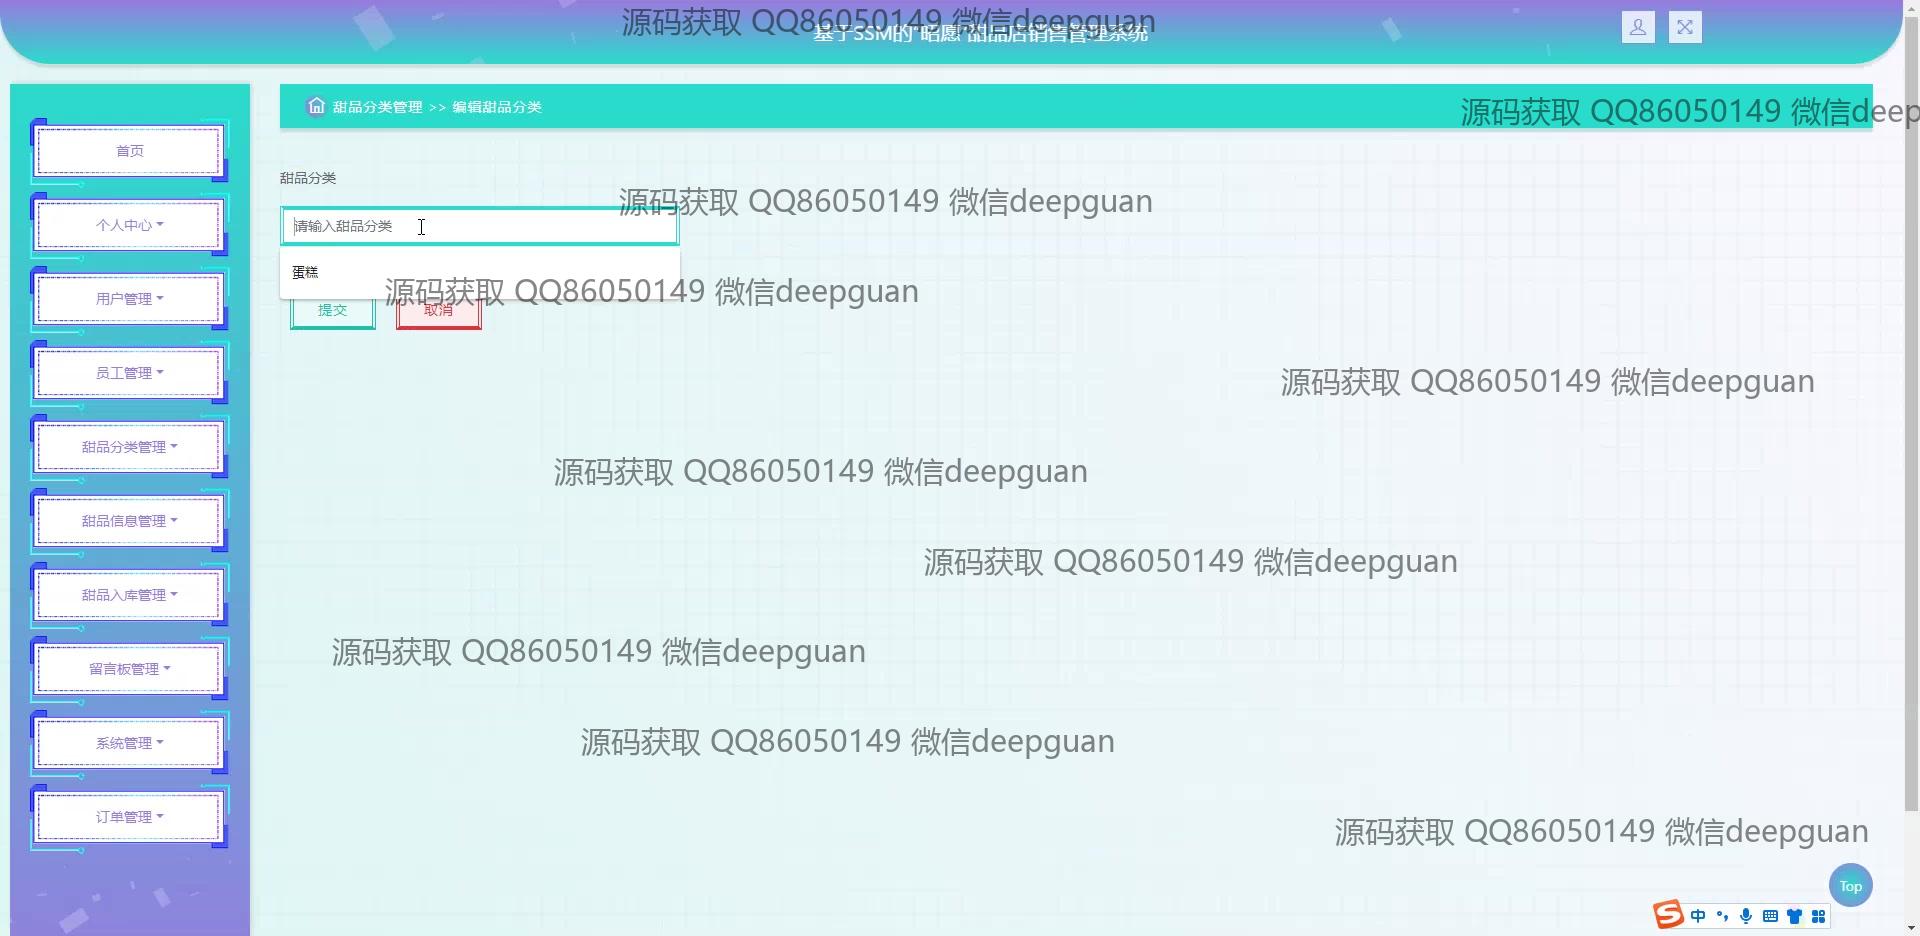 源码获取 QQ86050149 微信deepguan
基于SSM的“昭愿”甜品店销售管理系统
甜品分类管理 >> 编辑甜品分类
源码获取 QQ86050149 微信deep
首页
个人中心
用户管理
员工管理
甜品分类管理
甜品信息管理
甜品入库管理
留言板管理
系统管理
订单管理
甜品分类
源码获取 QQ86050149 微信deepguan
请输入甜品分类
蛋糕
源码获取 QQ86050149 微信deepguan
提交
取消
源码获取 QQ86050149 微信deepguan
源码获取 QQ86050149 微信deepguan
源码获取 QQ86050149 微信deepguan
源码获取 QQ86050149 微信deepguan
源码获取 QQ86050149 微信deepguan
源码获取 QQ86050149 微信deepguan
Top
S 中